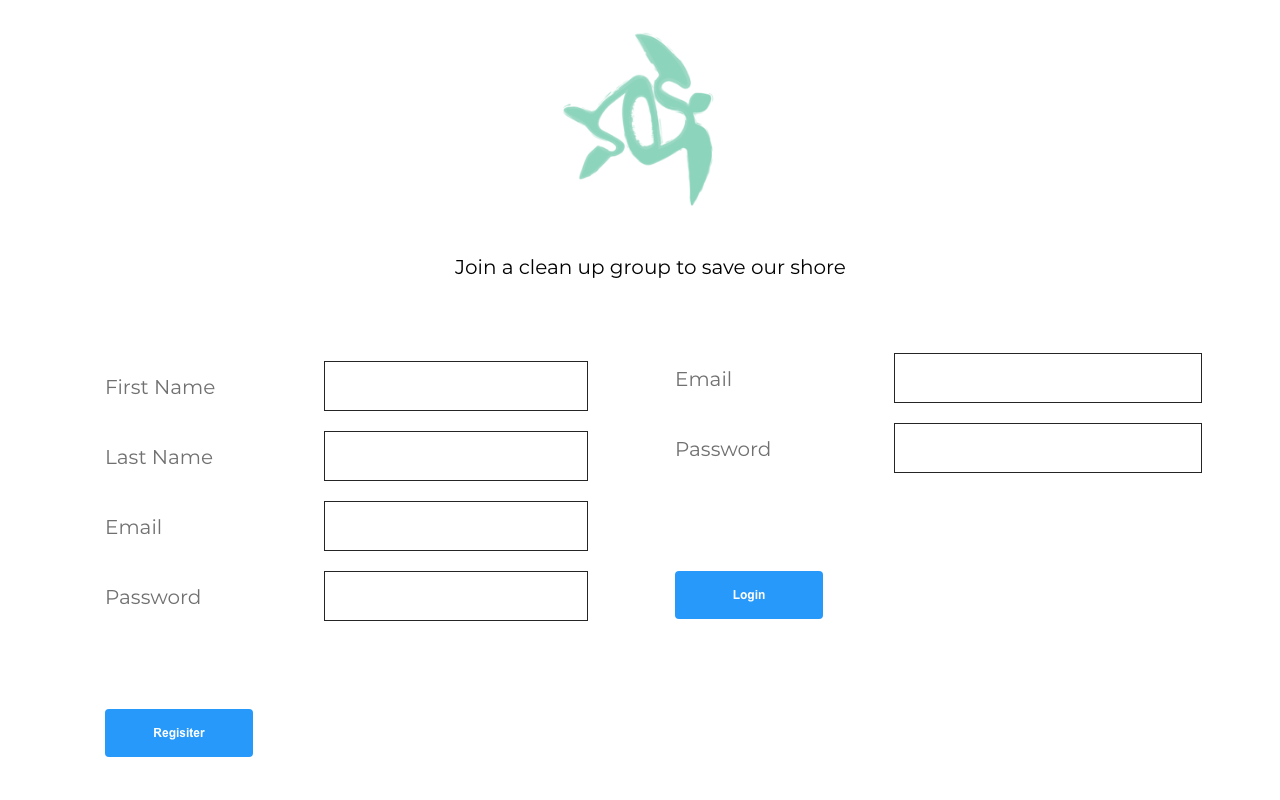 SOS
Join a clean up group to save our shore
First Name
Last Name
Email
Password
Regisiter
Email
Password
Login